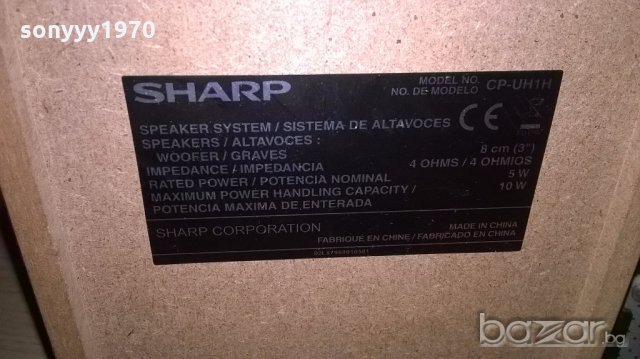 sonyyy1970
SHARP
MODEL NO.
NO. DE MODELO CP-UH1H
SPEAKER SYSTEM / SISTEMA DE ALTAVOCES
SPEAKERS / ALTAVOCES :
WOOFER / GRAVES 8 cm (3")
IMPEDANCE / IMPEDANCIA 4 OHMS / 4 OHMIOS
RATED POWER / POTENCIA NOMINAL 5 W
MAXIMUM POWER HANDLING CAPACITY / 10 W
POTENCIA MAXIMA DE ENTERADA
CE
SHARP CORPORATION
MADE IN CHINA
FABRIQUE EN CHINE / FABRICADO EN CHINA
bazar.bg